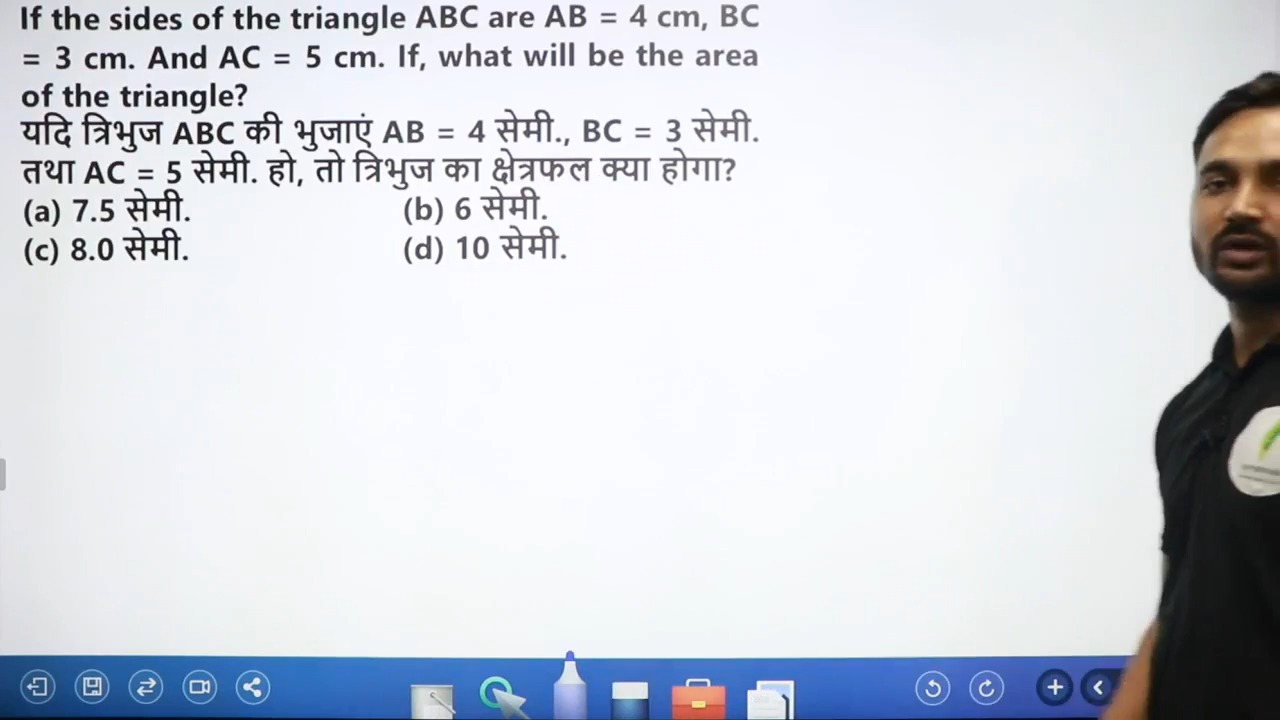 If the sides of the triangle ABC are AB = 4 cm, BC
= 3 cm. And AC = 5 cm. If, what will be the area
of the triangle?
यदि त्रिभुज ABC की भुजाएं AB = 4 सेमी., BC = 3 सेमी.
तथा AC = 5 सेमी. हो, तो त्रिभुज का क्षेत्रफल क्या होगा?
(a) 7.5 सेमी. (b) 6 सेमी.
(c) 8.0 सेमी. (d) 10 सेमी.